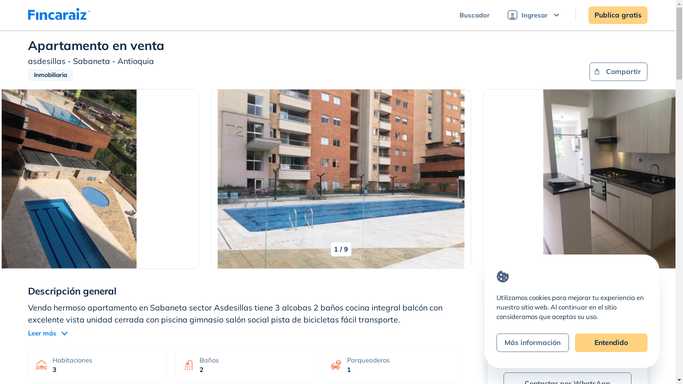 Fincaraiz
Buscador
Ingresar
Publica gratis
Apartamento en venta
asdesillas - Sabaneta - Antioquia
Inmobiliaria
Compartir
T2
1 / 9
Descripción general
Vendo hermoso apartamento en Sabaneta sector Asdesillas tiene 3 alcobas 2 baños cocina integral balcón con
excelente vista unidad cerrada con piscina gimnasio salón social pista de bicicletas fácil transporte.
Leer más
Habitaciones
3
Baños
2
Parqueaderos
1
Utilizamos cookies para mejorar tu experiencia en
nuestro sitio web. Al continuar en el sitio
consideramos que aceptas su uso.
Más información
Entendido
Contactar por WhatsApp